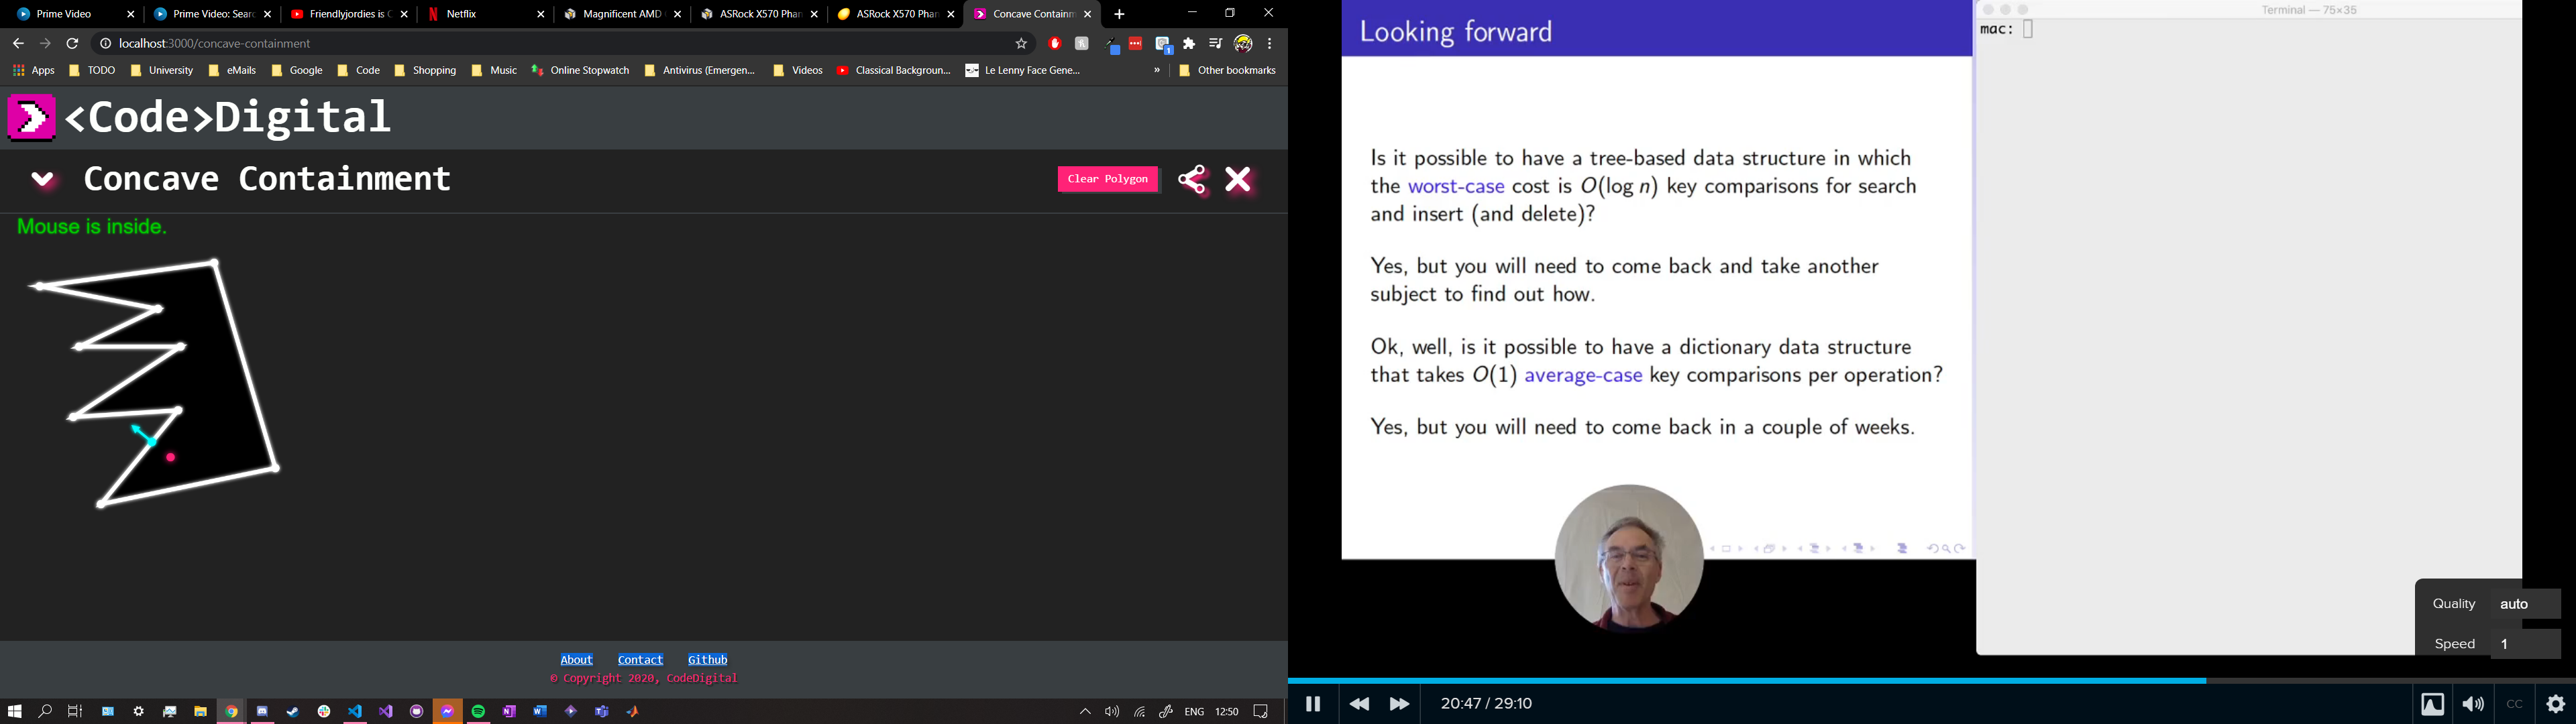 Prime Video
Prime Video: Sear
Friendlyjordies is C
Netflix
Magnificent AMD
ASRock X570 Phan
ASRock X570 Phan
Concave Containm
localhost:3000/concave-containment
1
Apps
TODO
University
eMails
Google
Code
Shopping
Music
Online Stopwatch
Antivirus (Emergen...
Videos
Classical Backgroun...
Le Lenny Face Gene...
»
Other bookmarks
<Code>Digital
Concave Containment
Clear Polygon
Mouse is inside.
About
Contact
Github
© Copyright 2020, CodeDigital
ENG
12:50
Looking forward
Is it possible to have a tree-based data structure in which
the worst-case cost is O(log n) key comparisons for search
and insert (and delete)?
Yes, but you will need to come back and take another
subject to find out how.
Ok, well, is it possible to have a dictionary data structure
that takes O(1) average-case key comparisons per operation?
Yes, but you will need to come back in a couple of weeks.
Terminal — 75×35
mac:
Quality auto
Speed 1
20:47 / 29:10
CC